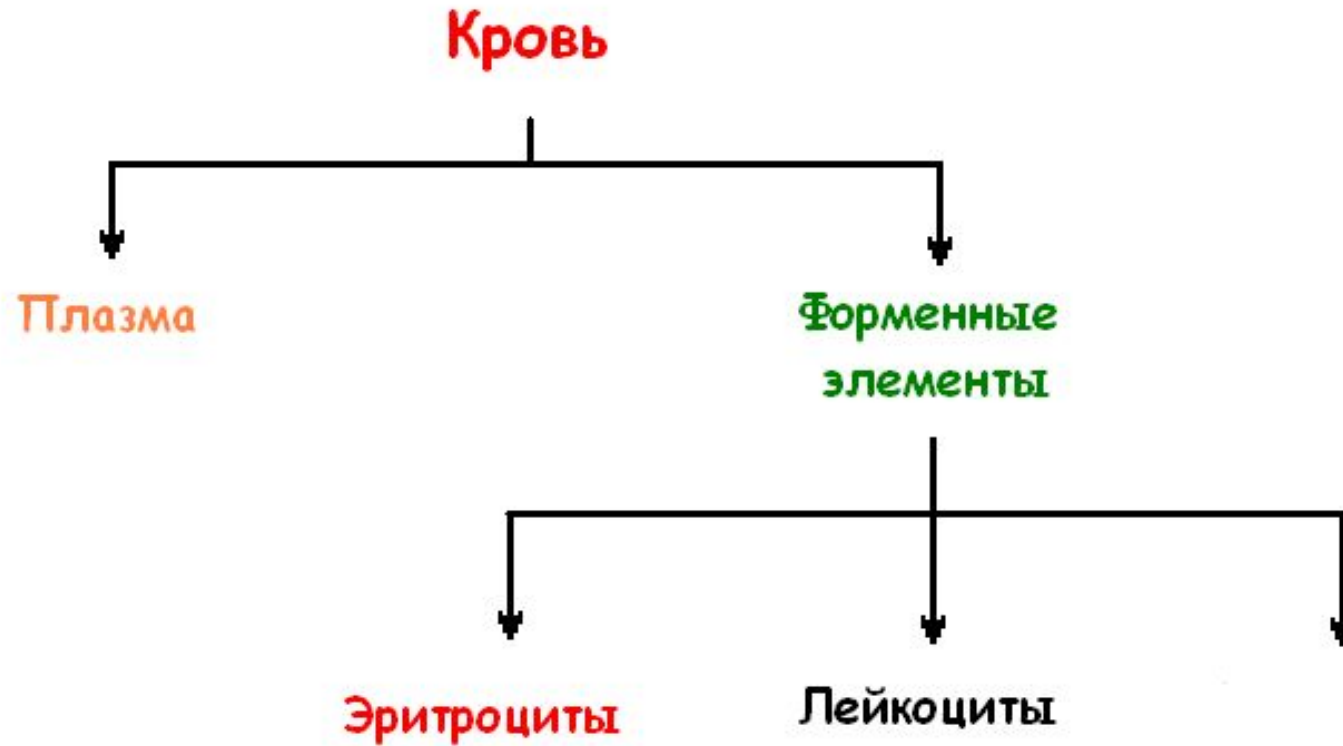 Кровь
Плазма
Форменные
элементы
Эритроциты
Лейкоциты